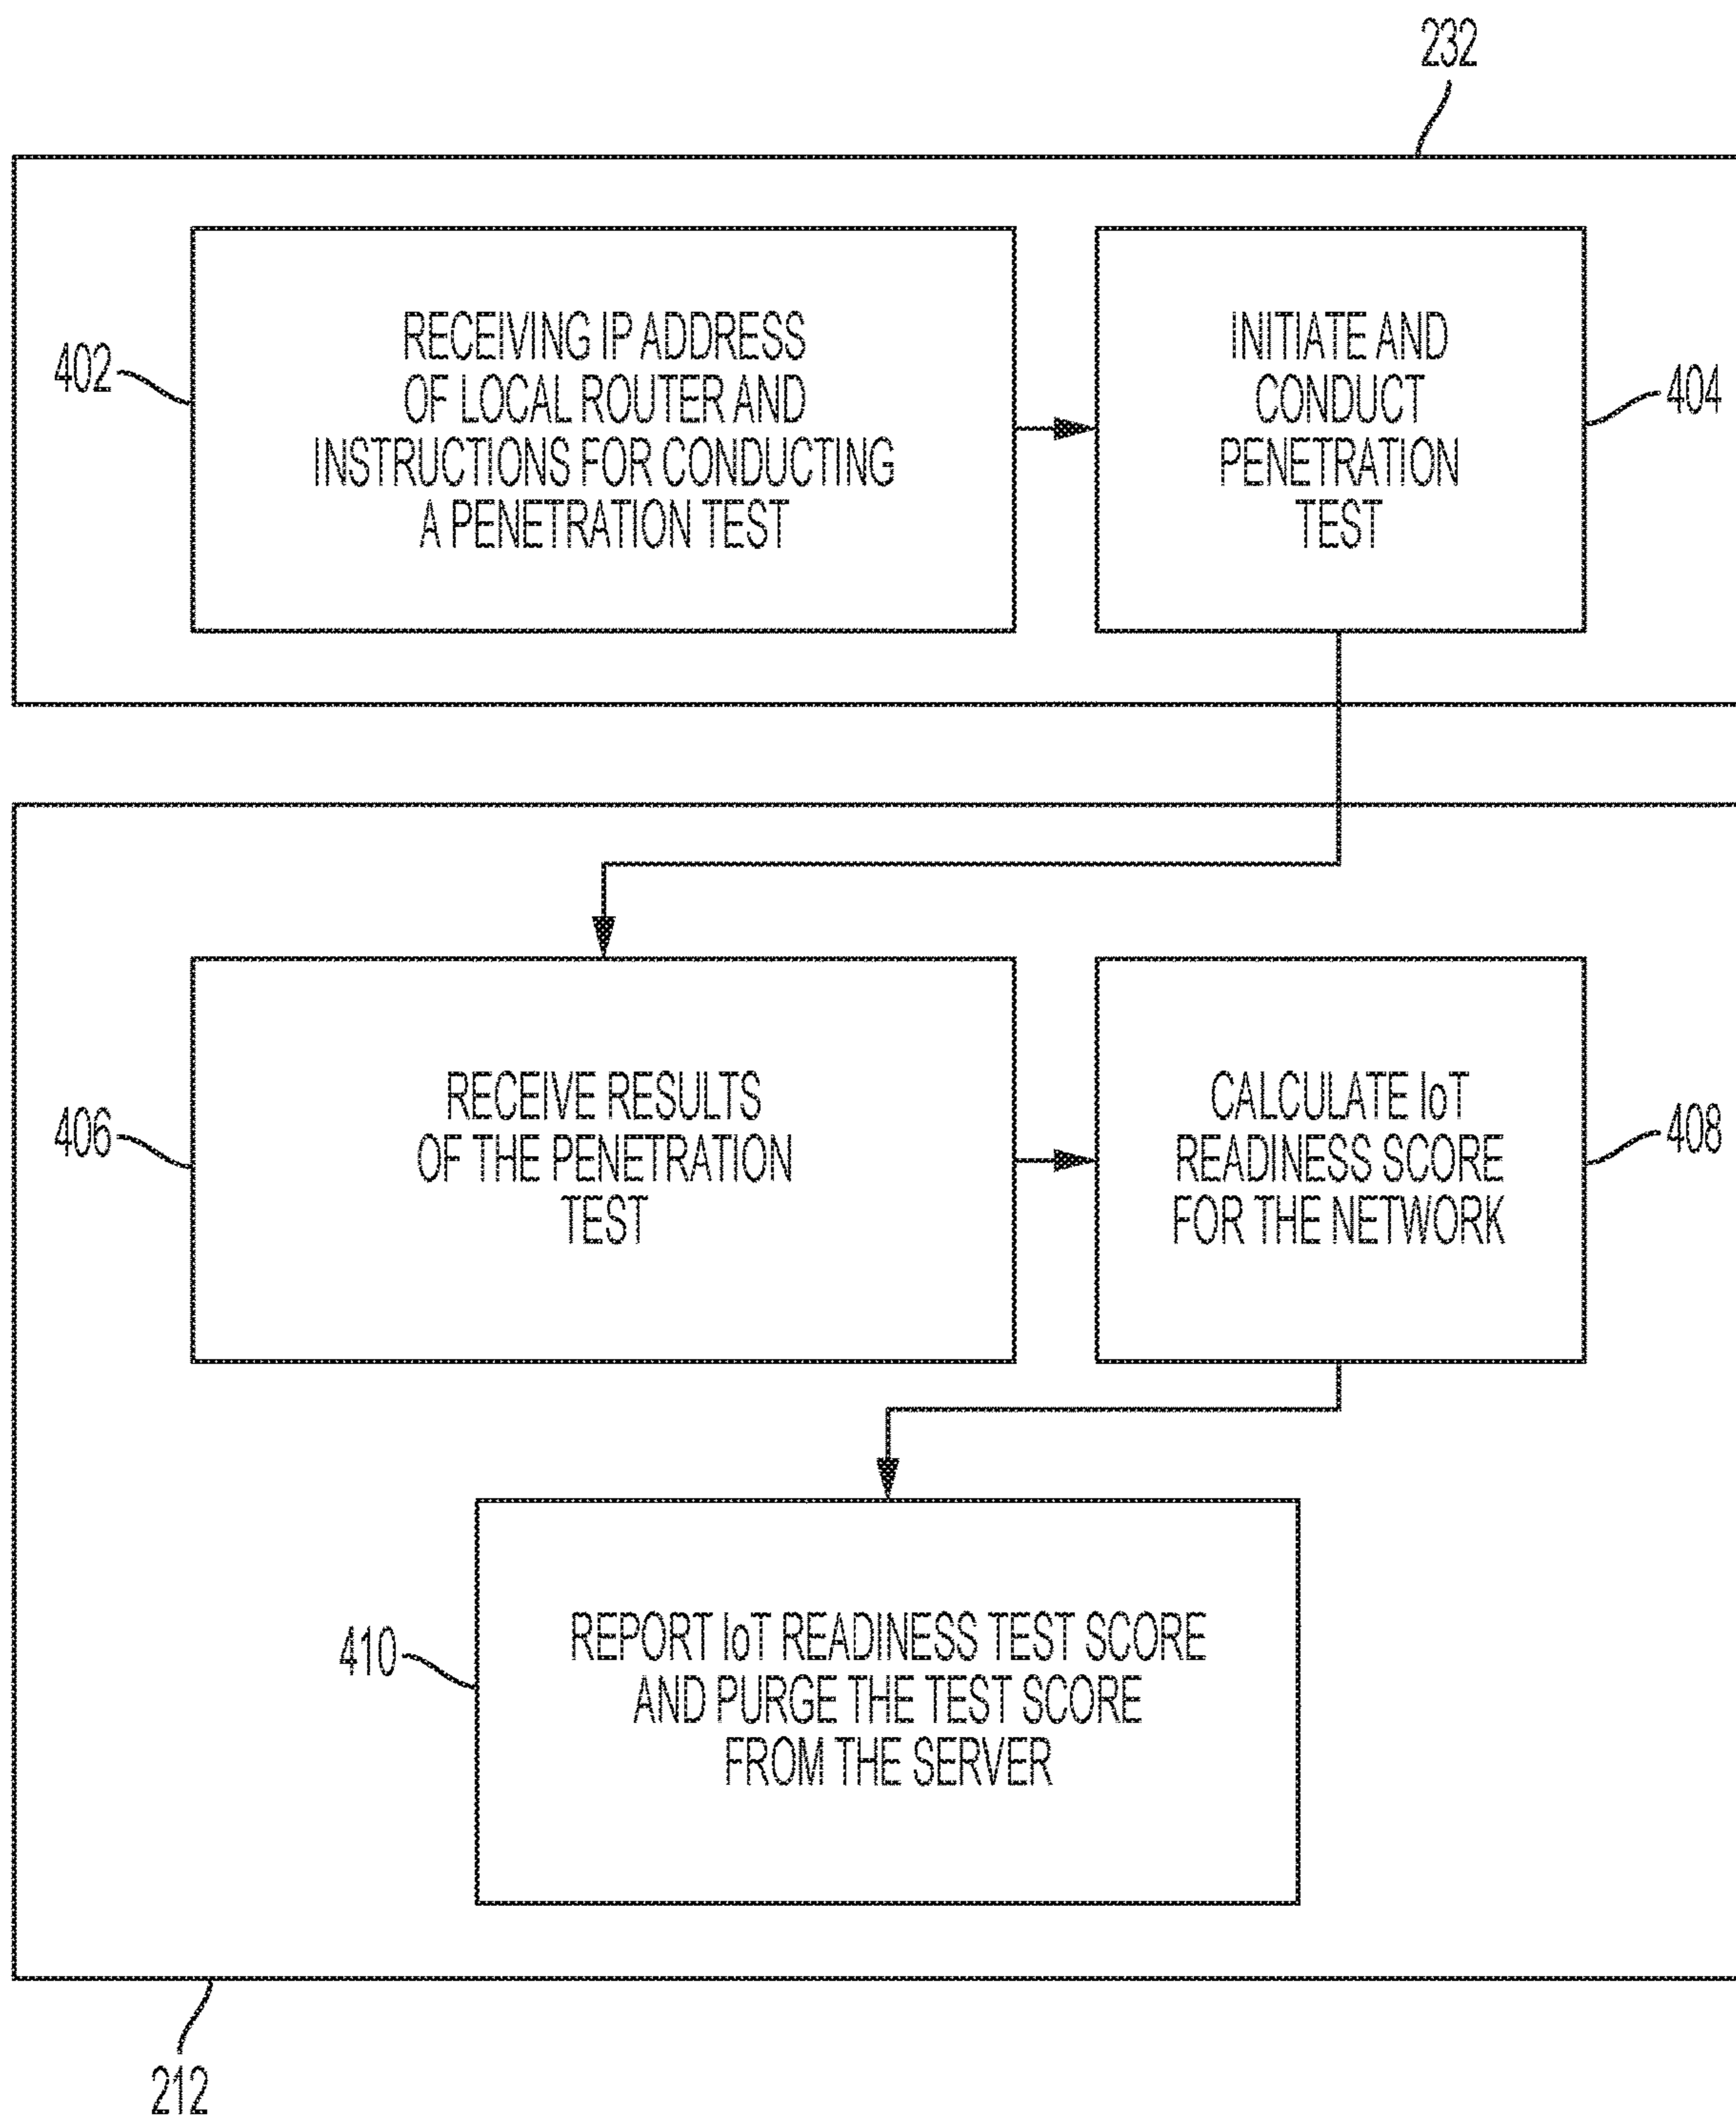 232
402
RECEIVING IP ADDRESS
OF LOCAL ROUTER AND
INSTRUCTIONS FOR CONDUCTING
A PENETRATION TEST
INITIATE AND
CONDUCT
PENETRATION
TEST
404
406
RECEIVE RESULTS
OF THE PENETRATION
TEST
CALCULATE IoT
READINESS SCORE
FOR THE NETWORK
408
410
REPORT IoT READINESS TEST SCORE
AND PURGE THE TEST SCORE
FROM THE SERVER
212